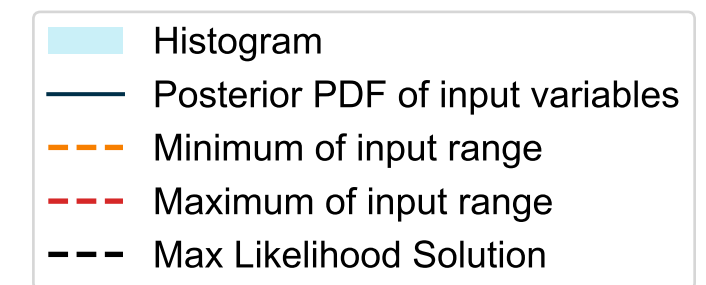 Histogram
Posterior PDF of input variables
Minimum of input range
Maximum of input range
Max Likelihood Solution